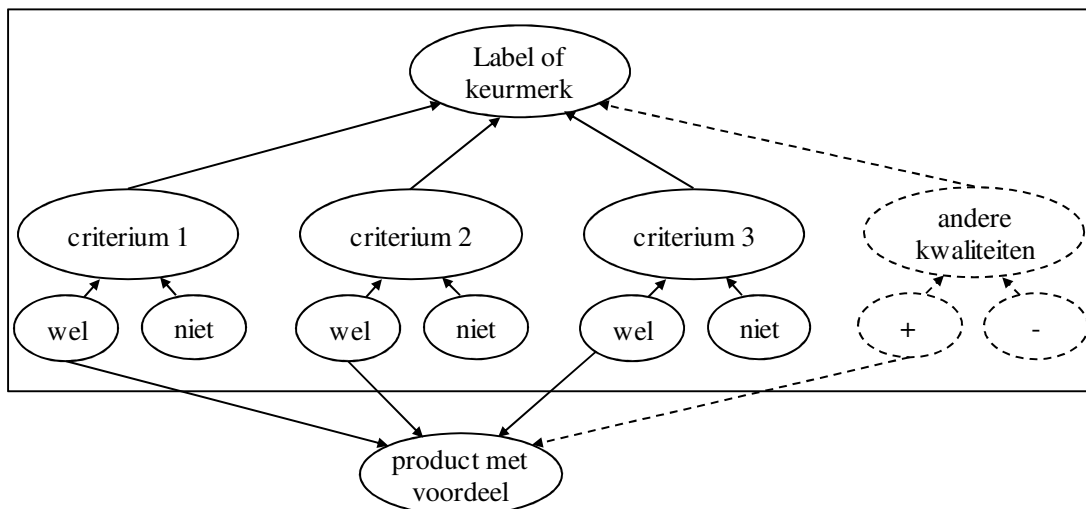 Label of
keurmerk
criterium 1
criterium 2
criterium 3
andere
kwaliteiten
wel
niet
wel
niet
wel
niet
+
-
product met
voordeel